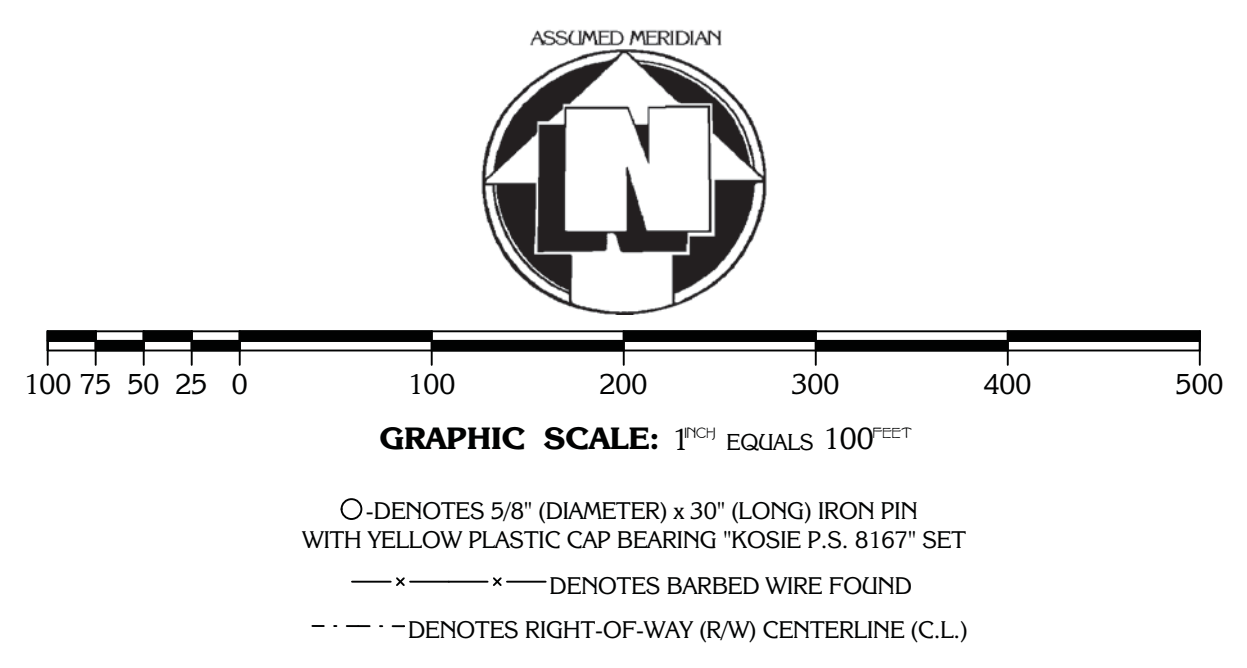 ASSUMED MERIDIAN
N
100 75 50 25 0 100 200 300 400 500
GRAPHIC SCALE: 1INCH EQUALS 100FEET
-DENOTES 5/8" (DIAMETER) x 30" (LONG) IRON PIN
WITH YELLOW PLASTIC CAP BEARING "KOSIE P.S. 8167" SET
DENOTES BARBED WIRE FOUND
DENOTES RIGHT-OF-WAY (R/W) CENTERLINE (C.L.)